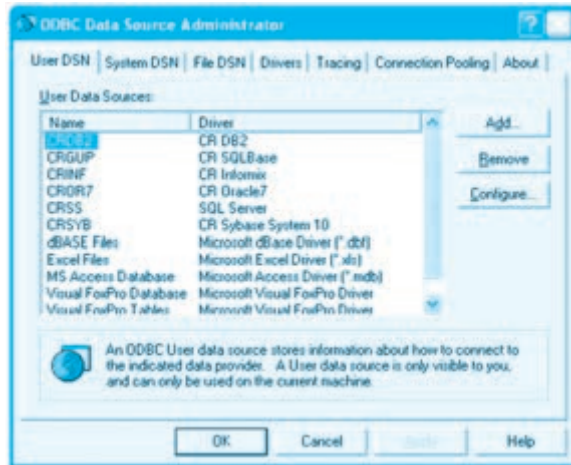 ODBC Data Source Administrator
User DSN System DSN File DSN Drivers Tracing Connection Pooling About
User Data Sources:
Name Driver
CRDB2 CR DB2
CRGUP CR SQLBase
CRINF CR Informix
CROR7 CR Oracle7
CRSS SQL Server
CRSYB CR Sybase System 10
dBASE Files Microsoft dBase Driver (*.dbf)
Excel Files Microsoft Excel Driver (*.xls)
MS Access Database Microsoft Access Driver (*.mdb)
Visual FoxPro Database Microsoft Visual FoxPro Driver
Visual FoxPro Tables Microsoft Visual FoxPro Driver
Add...
Remove
Configure...
An ODBC User data source stores information about how to connect to
the indicated data provider. A User data source is only visible to you,
and can only be used on the current machine.
OK Cancel Apply Help